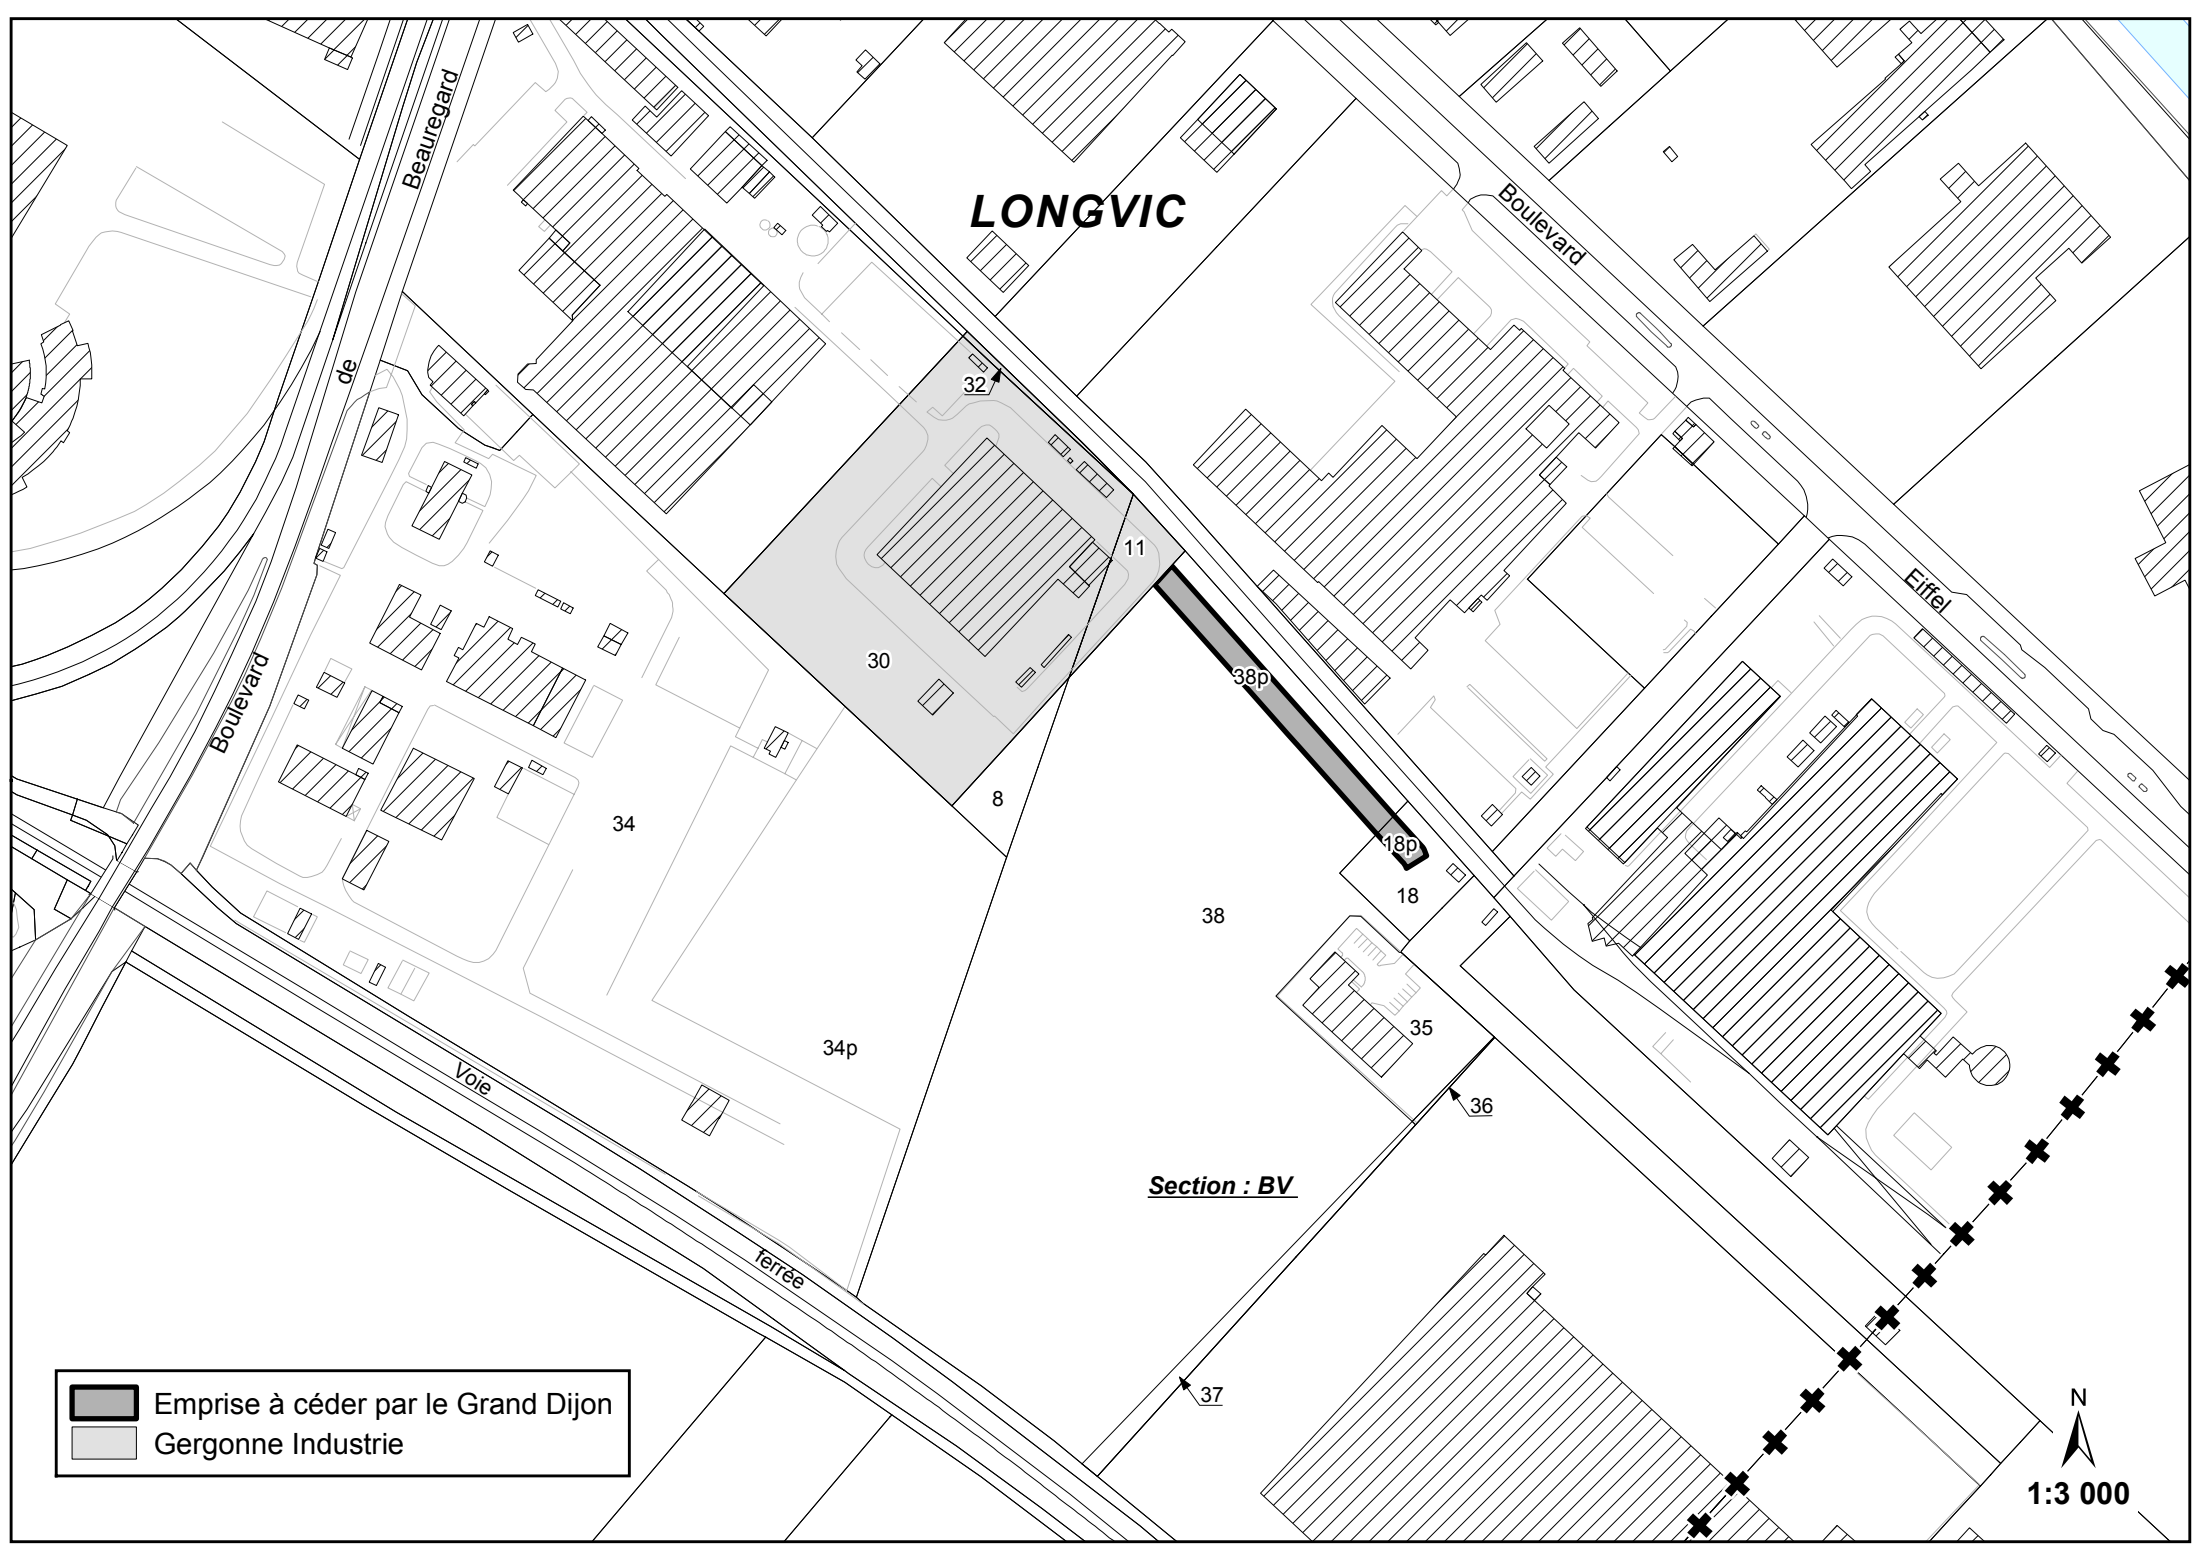 Beauregard
LONGVIC
Boulevard
de
32
11
Eiffel
30
38p
Boulevard
8
34
18p
18
38
35
34p
Voie
36
Section : BV
ferrée
37
Emprise à céder par le Grand Dijon
Gergonne Industrie
N
1:3 000